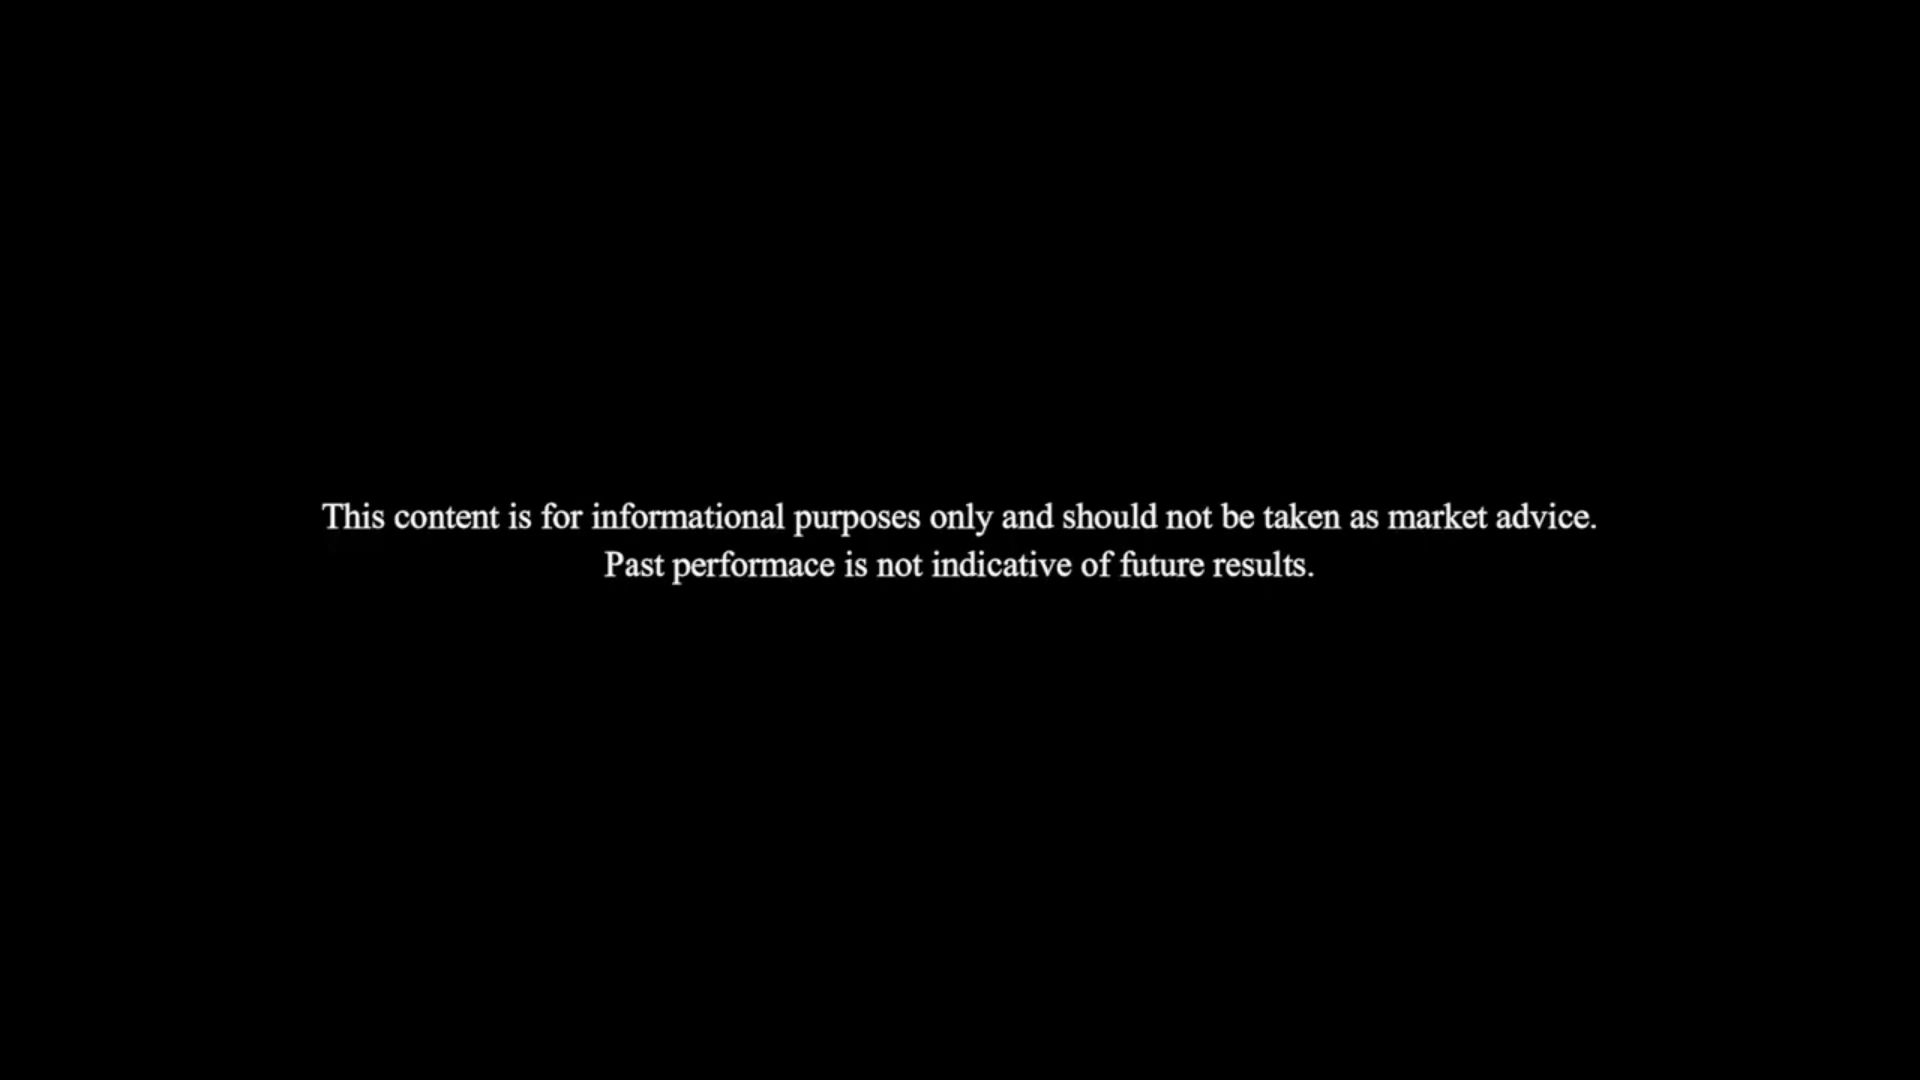 This content is for informational purposes only and should not be taken as market advice.
Past performace is not indicative of future results.